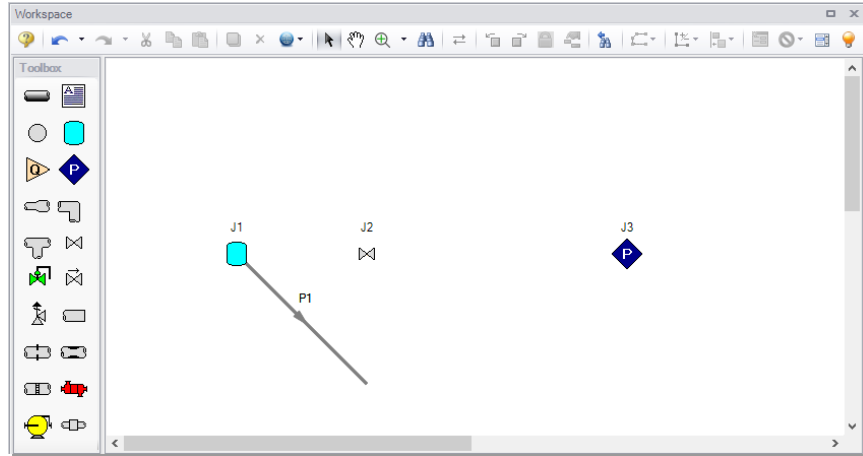 Workspace
Toolbox
A
Q P
J1 J2 J3
P
P1